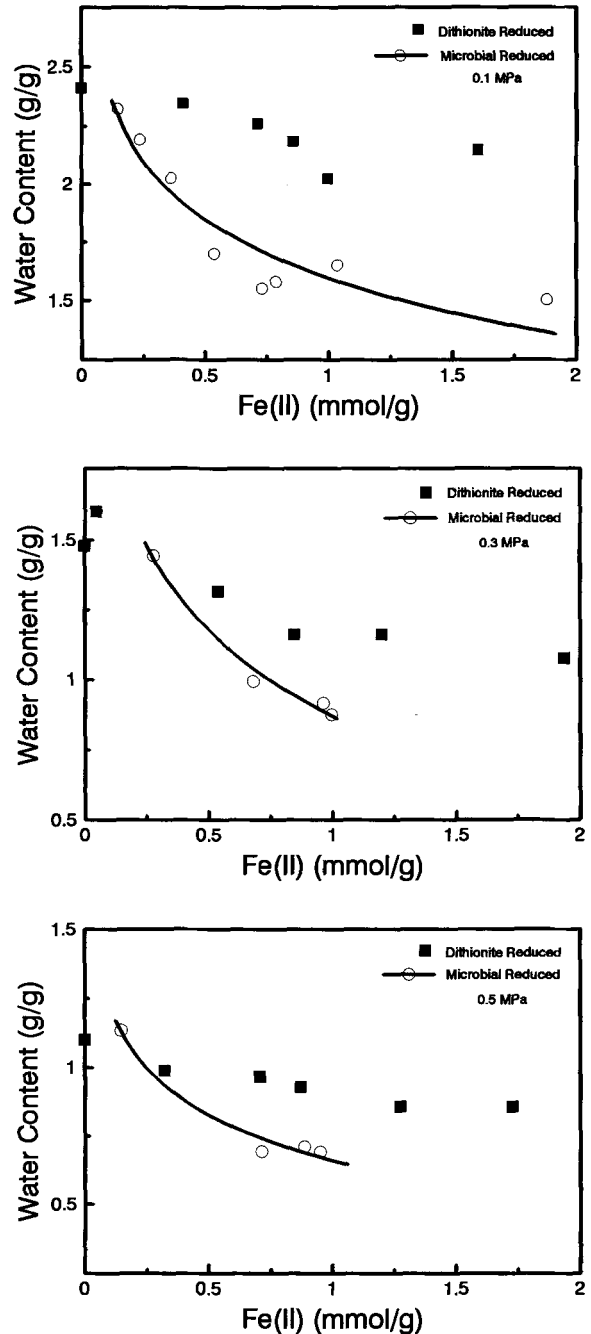 Dithionite Reduced
Microbial Reduced
0.1 MPa
2.5
2
1.5
Water Content (g/g)
0
0.5
1
1.5
2
Fe(II) (mmol/g)
Dithionite Reduced
Microbial Reduced
0.3 MPa
1.5
1
0.5
Water Content (g/g)
0
0.5
1
1.5
2
Fe(II) (mmol/g)
Dithionite Reduced
Microbial Reduced
0.5 MPa
1.5
1
0.5
Water Content (g/g)
0
0.5
1
1.5
2
Fe(II) (mmol/g)